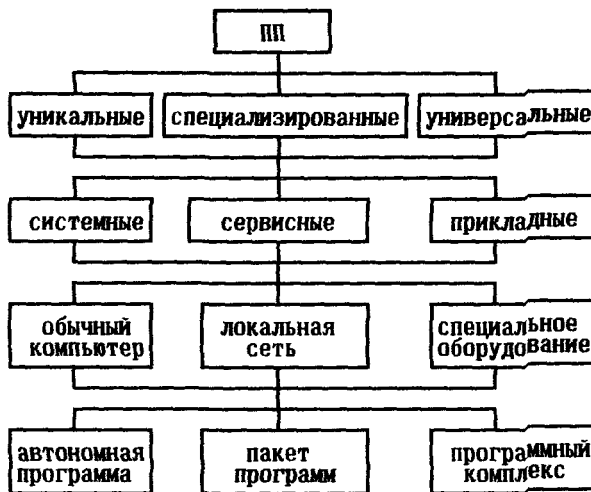 ПП
уникальные специализированные универсальные
системные сервисные прикладные
обычный локальная специальное
компьютер сеть оборудование
автономная пакет программный
программа программ комплекс